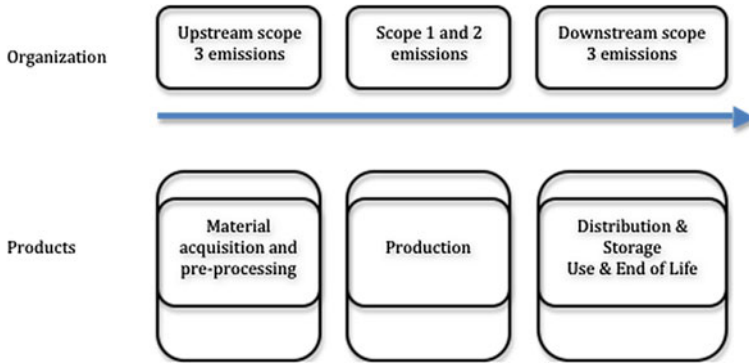 Organization
Upstream scope
3 emissions
Scope 1 and 2
emissions
Downstream scope
3 emissions
Products
Material
acquisition and
pre-processing
Production
Distribution &
Storage
Use & End of Life